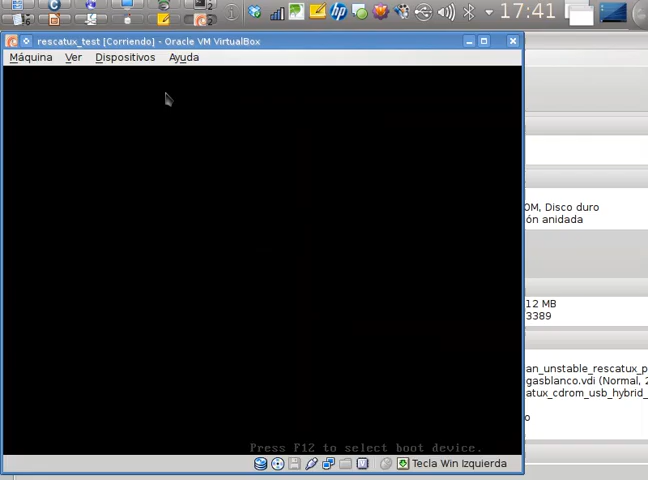 17:41
rescatux_test [Corriendo] - Oracle VM VirtualBox
Máquina Ver Dispositivos Ayuda
OM, Disco duro
ón anidada
12 MB
3389
an_unstable_rescatux_p
gasblanco.vdi (Normal, 2
atux_cdrom_usb_hybrid_
o
Press F12 to select boot device.
Tecla Win Izquierda